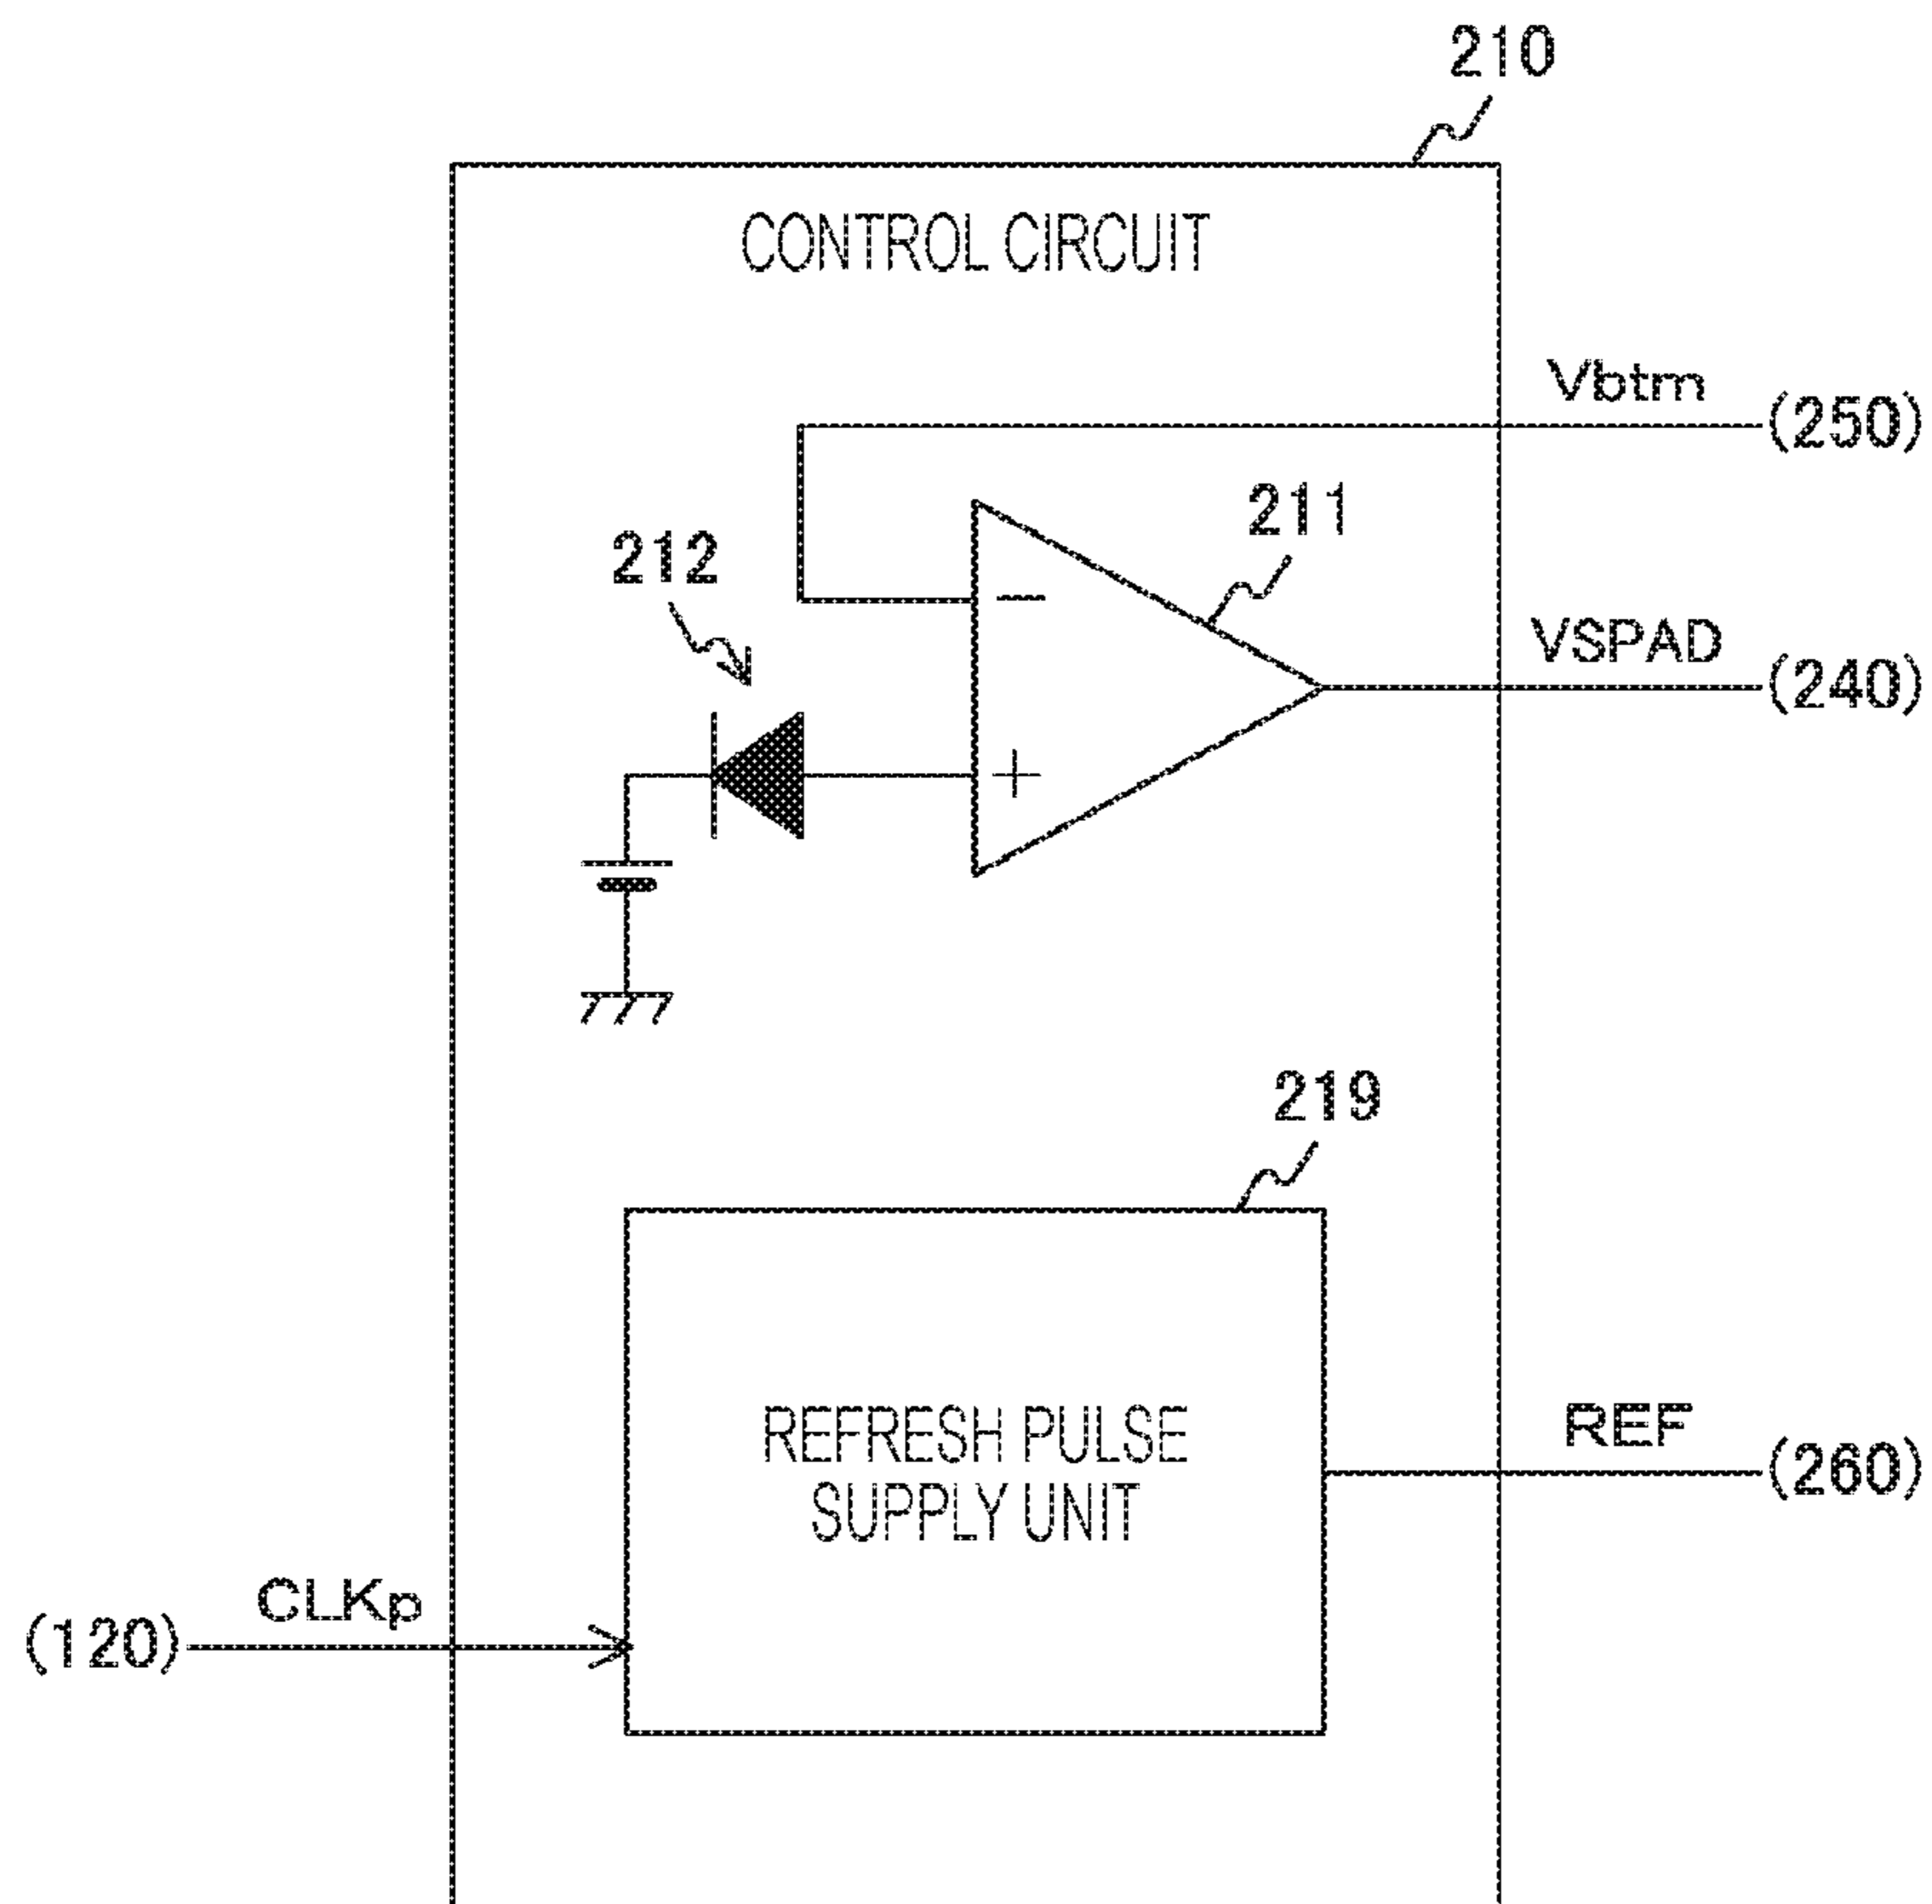 210
CONTROL CIRCUIT
Vbtm
(250)
211
212
−
VSPAD
(240)
+
219
REFRESH PULSE
SUPPLY UNIT
REF
(260)
CLKp
(120)